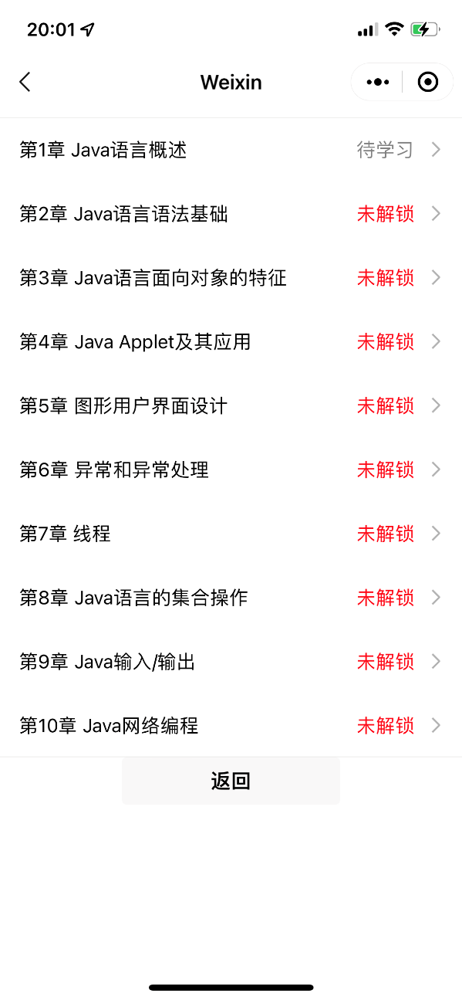 20:01
Weixin
第1章 Java语言概述 待学习
第2章 Java语言语法基础 未解锁
第3章 Java语言面向对象的特征 未解锁
第4章 Java Applet及其应用 未解锁
第5章 图形用户界面设计 未解锁
第6章 异常和异常处理 未解锁
第7章 线程 未解锁
第8章 Java语言的集合操作 未解锁
第9章 Java输入/输出 未解锁
第10章 Java网络编程 未解锁
返回